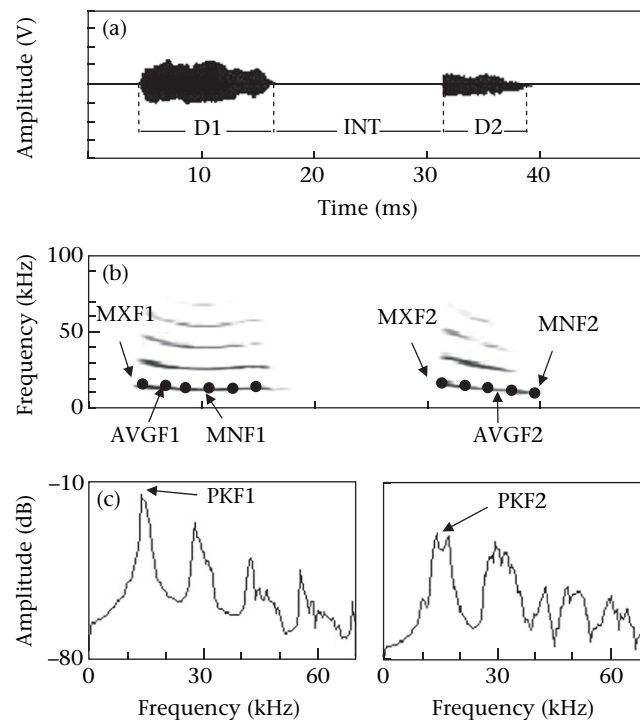 (a)
Amplitude (V)
D1
INT
D2
10
20
30
40
Time (ms)
(b)
Frequency (kHz)
100
50
0
MXF1
AVGF1
MNF1
MXF2
MNF2
AVGF2
(c)
Amplitude (dB)
–10
–80
PKF1
PKF2
0
30
60
0
30
60
Frequency (kHz)
Frequency (kHz)